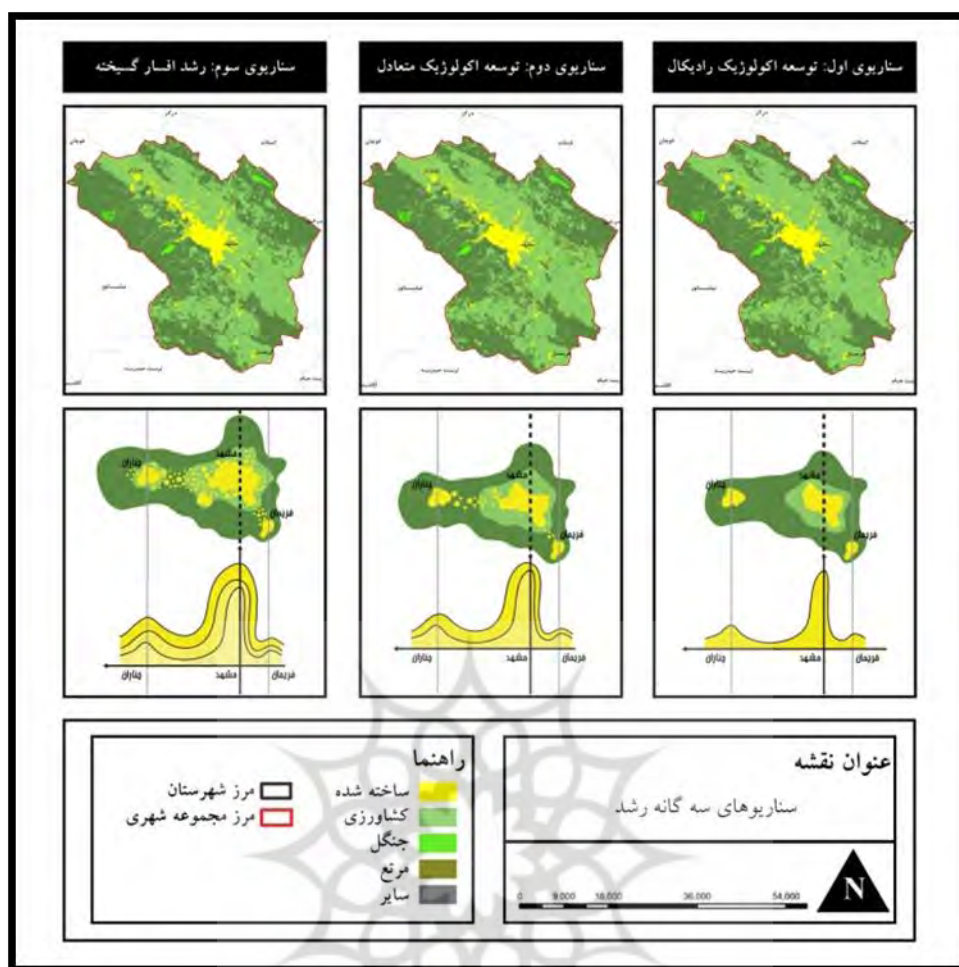 سناریوی اول: توسعه اکولوژیک رادیکال
سناریوی دوم: توسعه اکولوژیک متعادل
سناریوی سوم: رشد افسار گسیخته
مشهد
چناران
فریمان
فریمان
مشهد
چناران
مشهد
چناران
فریمان
فریمان
مشهد
چناران
مشهد
چناران
فریمان
فریمان
مشهد
چناران
عنوان نقشه
سناریوهای سه گانه رشد
N
0 9,000 18,000 36,000 54,000
راهنما
ساخته شده
کشاورزی
جنگل
مرتع
سایر
مرز شهرستان
مرز مجموعه شهری